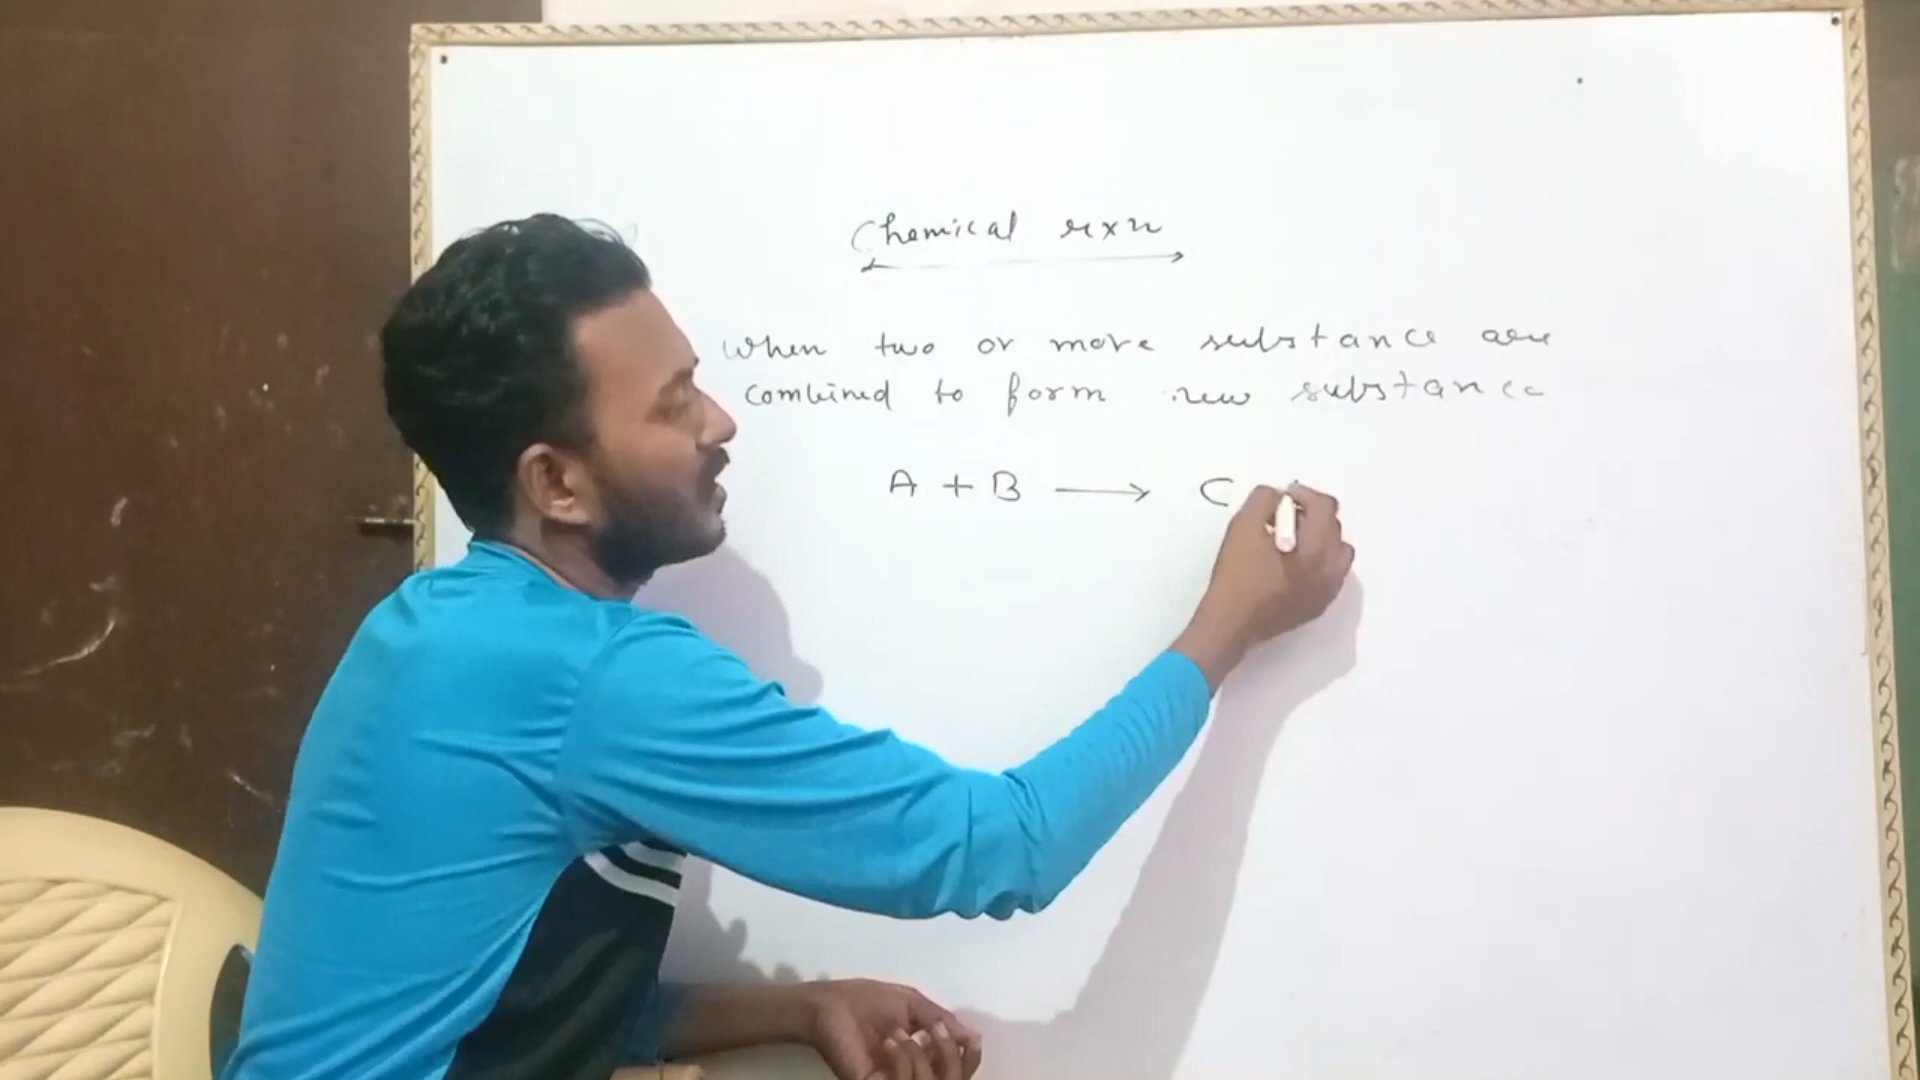 Chemical rxn
When two or more substance are
combined to form new substance
A + B ⟶ C